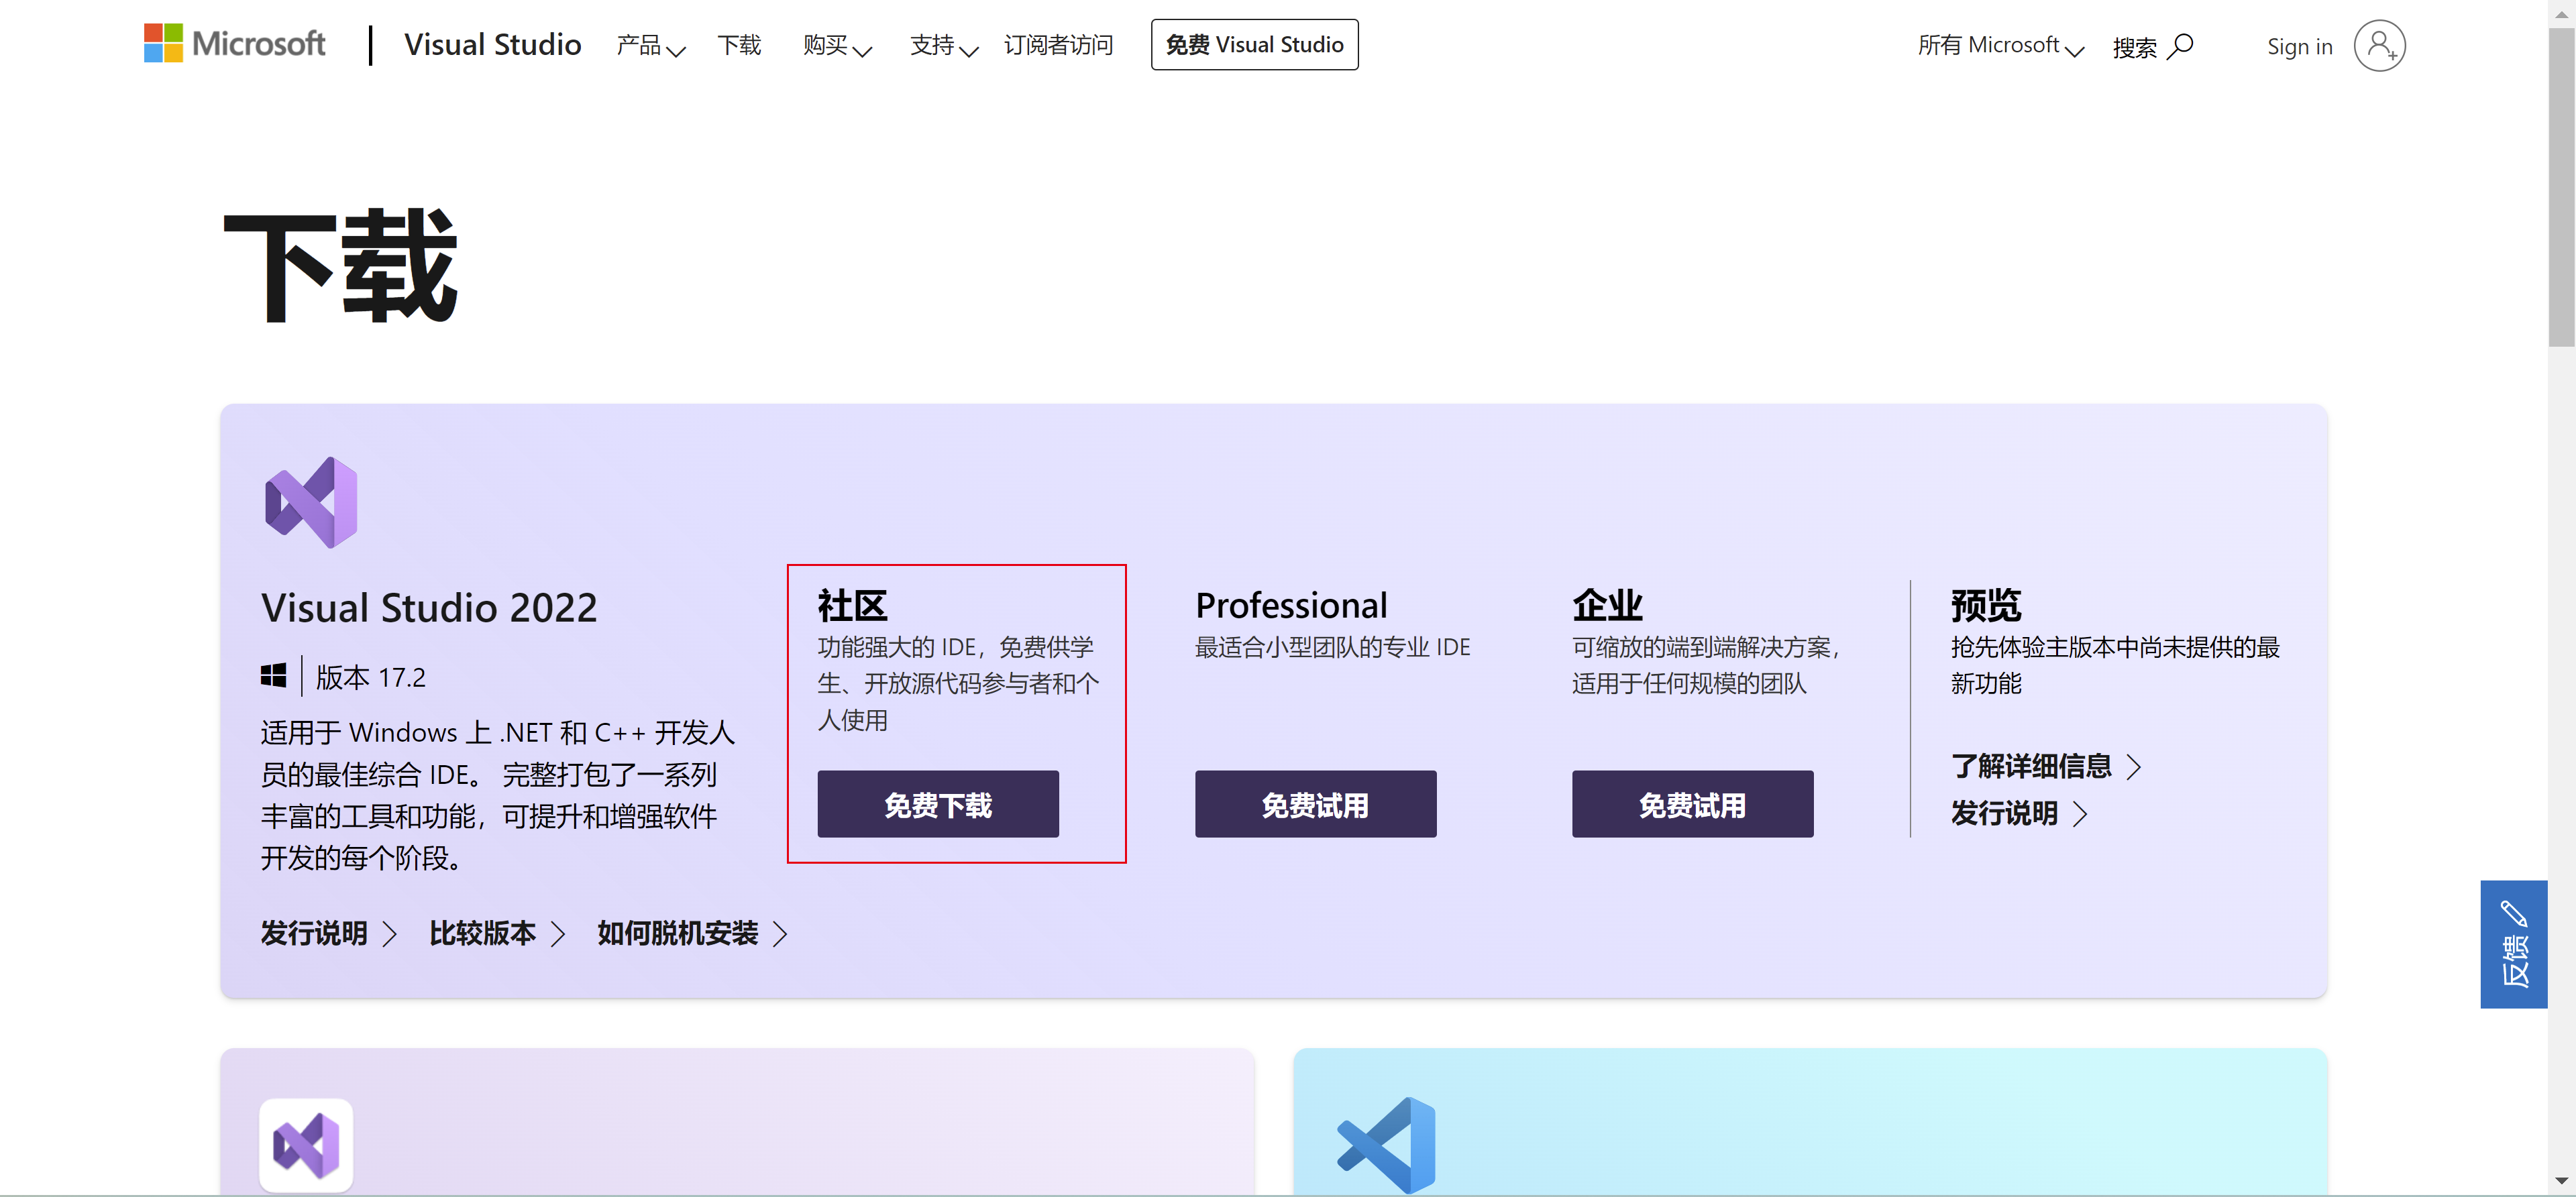 Microsoft
Visual Studio 产品 下载 购买 支持 订阅者访问 免费 Visual Studio 所有 Microsoft 搜索 Sign in
下载
Visual Studio 2022
版本 17.2
适用于 Windows 上 .NET 和 C++ 开发人
员的最佳综合 IDE。 完整打包了一系列
丰富的工具和功能，可提升和增强软件
开发的每个阶段。
社区
功能强大的 IDE，免费供学
生、开放源代码参与者和个
人使用
免费下载
Professional
最适合小型团队的专业 IDE
免费试用
企业
可缩放的端到端解决方案，
适用于任何规模的团队
免费试用
预览
抢先体验主版本中尚未提供的最
新功能
了解详细信息
发行说明
发行说明 比较版本 如何脱机安装
反馈